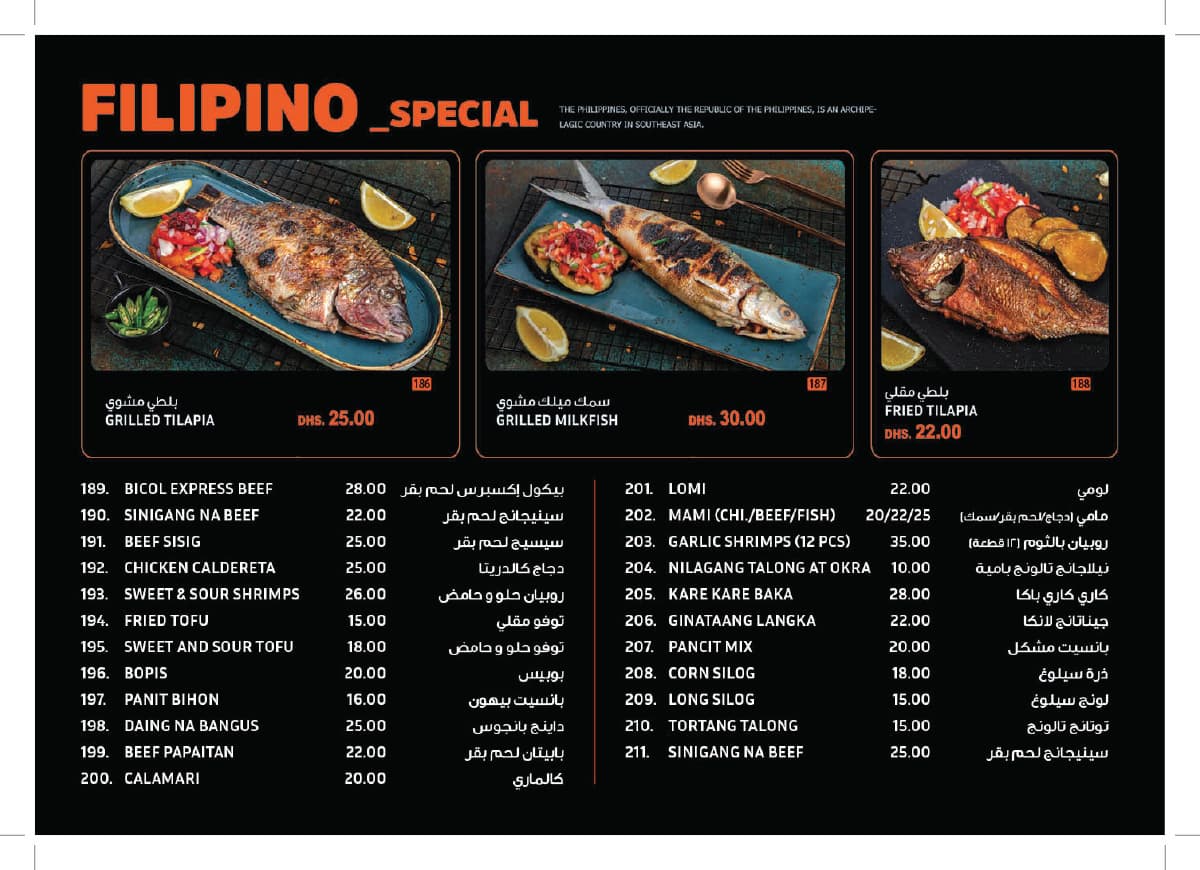 FILIPINO _SPECIAL
THE PHILIPPINES, OFFICIALLY THE REPUBLIC OF THE PHILIPPINES, IS AN ARCHIPE-
LAGIC COUNTRY IN SOUTHEAST ASIA.
186
بلطي مشوي
GRILLED TILAPIA DHS. 25.00
187
سمك ميلك مشوي
GRILLED MILKFISH DHS. 30.00
188
بلطي مقلي
FRIED TILAPIA
DHS. 22.00
189. BICOL EXPRESS BEEF 28.00 بيكول إكسبرس لحم بقر
190. SINIGANG NA BEEF 22.00 سينيجانج لحم بقر
191. BEEF SISIG 25.00 سيسيج لحم بقر
192. CHICKEN CALDERETA 25.00 دجاج كالدريتا
193. SWEET & SOUR SHRIMPS 26.00 روبيان حلو و حامض
194. FRIED TOFU 15.00 توفو مقلي
195. SWEET AND SOUR TOFU 18.00 توفو حلو و حامض
196. BOPIS 20.00 بوبيس
197. PANIT BIHON 16.00 بانسيت بيهون
198. DAING NA BANGUS 25.00 داينج بانجوس
199. BEEF PAPAITAN 22.00 بابيتان لحم بقر
200. CALAMARI 20.00 كالماري
201. LOMI 22.00 لومي
202. MAMI (CHI./BEEF/FISH) 20/22/25 مامي (دجاج/لحم بقر/سمك)
203. GARLIC SHRIMPS (12 PCS) 35.00 روبيان بالثوم (١٢ قطعة)
204. NILAGANG TALONG AT OKRA 10.00 نيلاجانج تالونج بامية
205. KARE KARE BAKA 28.00 كاري كاري باكا
206. GINATAANG LANGKA 22.00 جيناتانج لانكا
207. PANCIT MIX 20.00 بانسيت مشكل
208. CORN SILOG 18.00 ذرة سيلوغ
209. LONG SILOG 15.00 لونج سيلوغ
210. TORTANG TALONG 15.00 توتانج تالونج
211. SINIGANG NA BEEF 25.00 سينيجانج لحم بقر